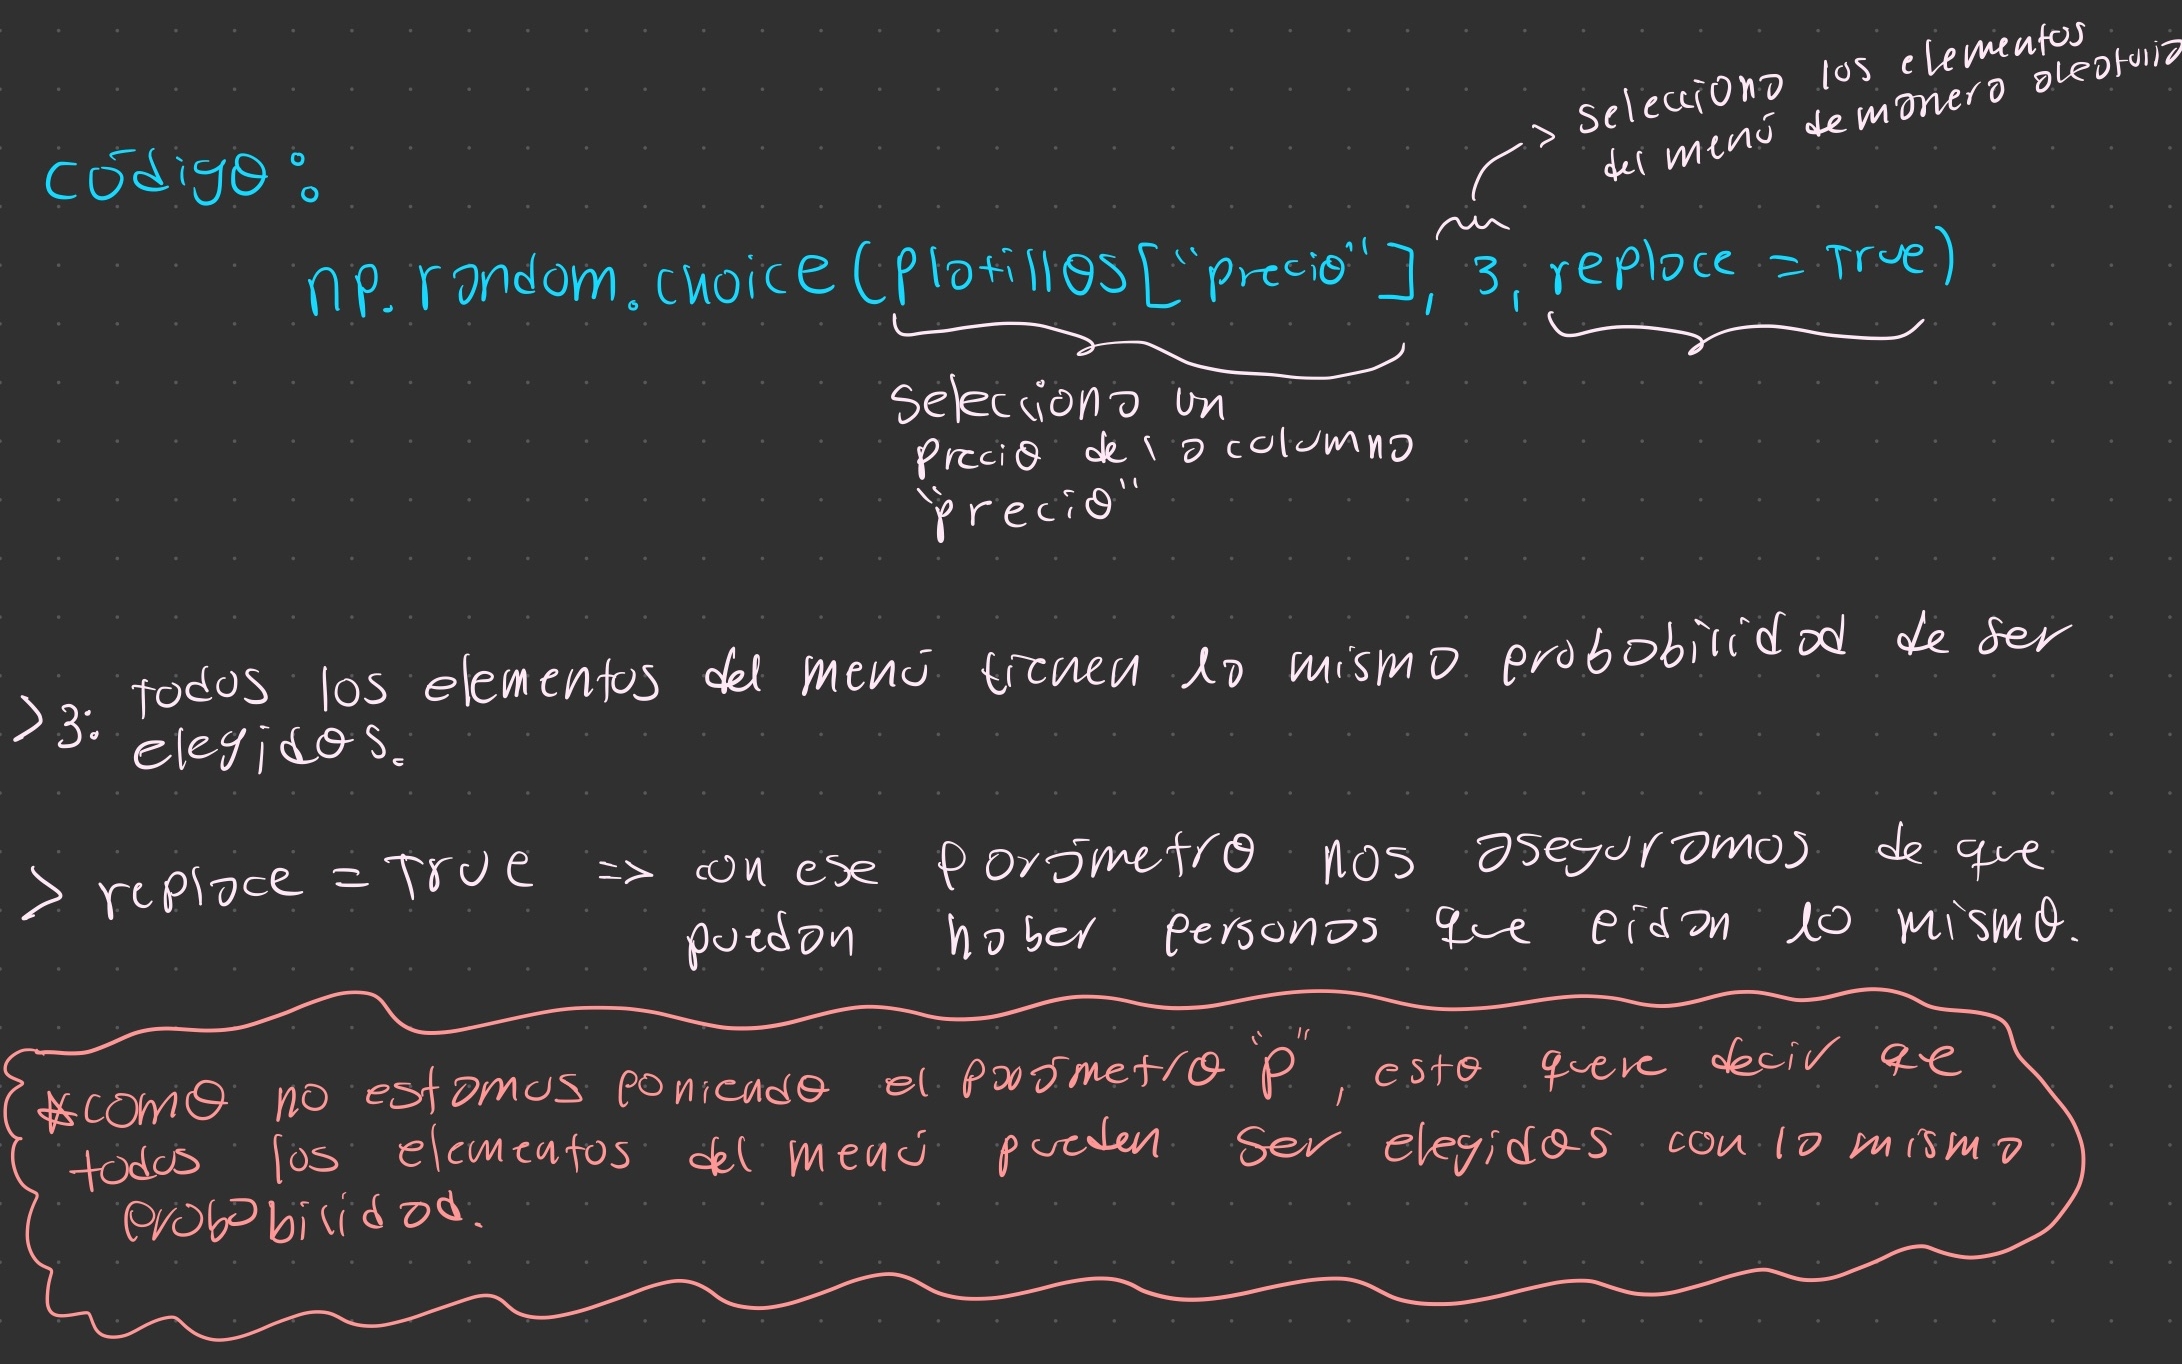 selecciona los elementos
del menú de manera aleatoria
código:
np.random.choice(platillos["precio"], 3, replace = True)
selecciona un
precio de la columna
"precio"
>3: todos los elementos del menú tienen la misma probabilidad de ser
elegidos.
> replace = True => con ese parámetro nos aseguramos de que
puedan haber personas que pidan lo mismo.
*como no estamos poniendo el parámetro "p", esto quere decir que
todos los elementos del menú pueden ser elegidos con la misma
probabilidad.